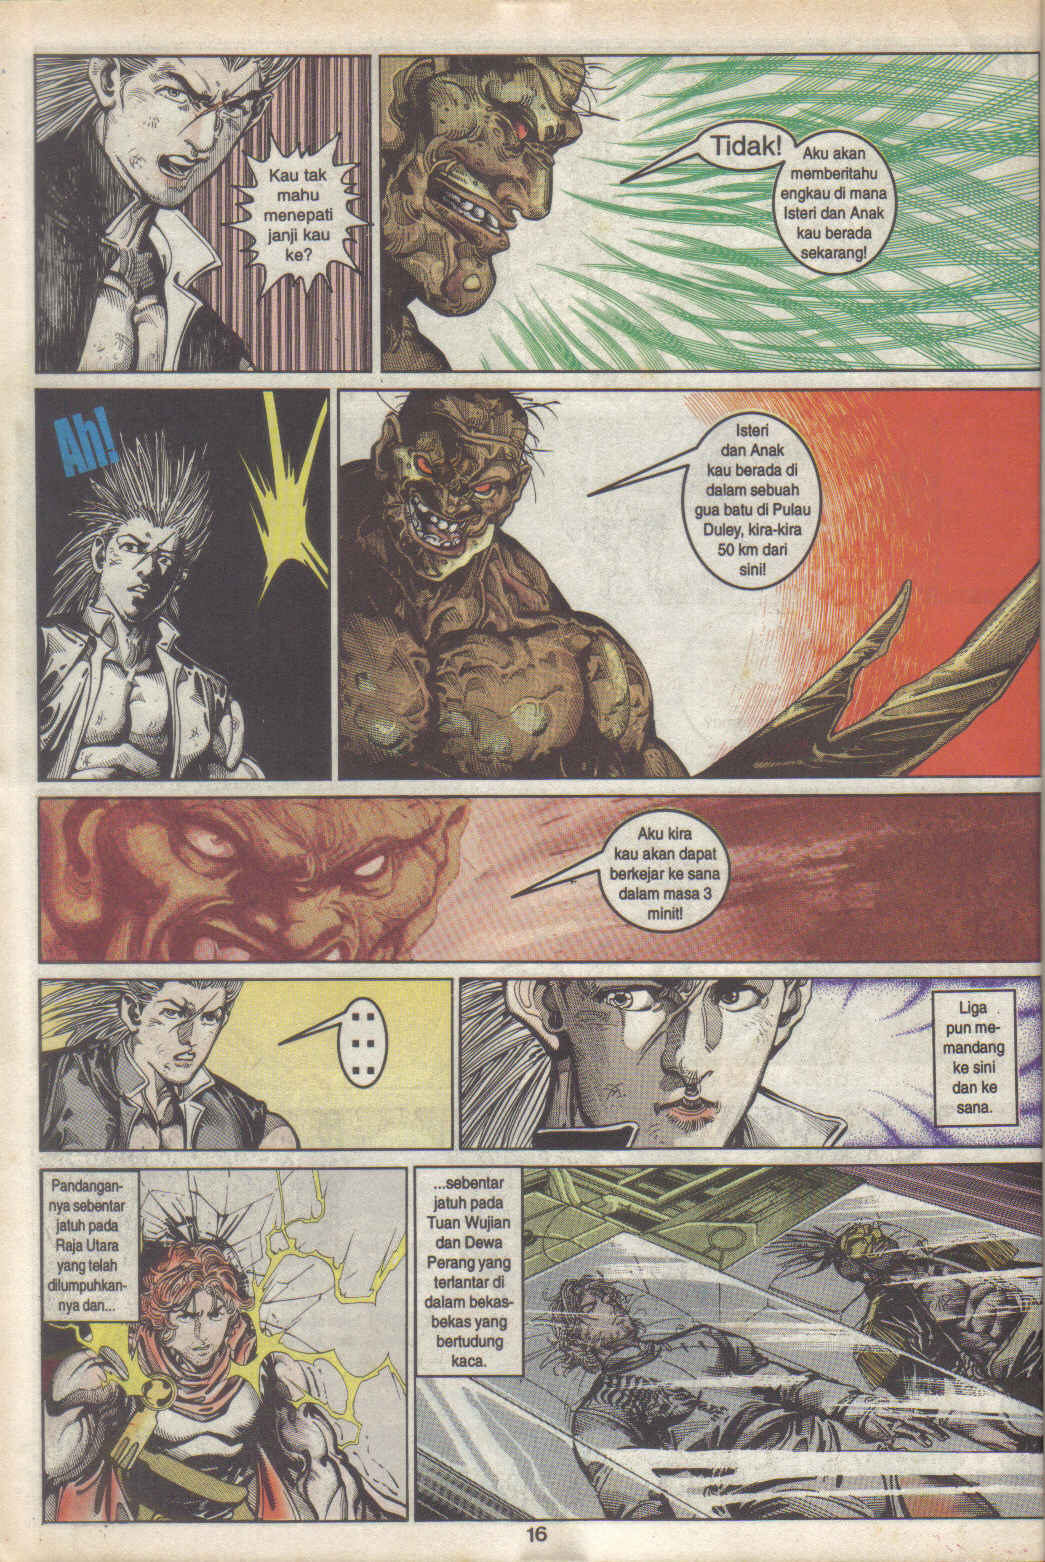 Kau tak
mahu
menepati
janji kau
ke?
Tidak!
Aku akan
memberitahu
engkau di mana
Isteri dan Anak
kau berada
sekarang!
Ah!
Isteri
dan Anak
kau berada di
dalam sebuah
gua batu di Pulau
Duley, kira-kira
50 km dari
sini!
Aku kira
kau akan dapat
berkejar ke sana
dalam masa 3
minit!
Liga
pun me-
mandang
ke sini
dan ke
sana.
Pandangan-
nya sebentar
jatuh pada
Raja Utara
yang telah
dilumpuhkan-
nya dan...
...sebentar
jatuh pada
Tuan Wujian
dan Dewa
Perang yang
terlantar di
dalam bekas-
bekas yang
bertudung
kaca.
16